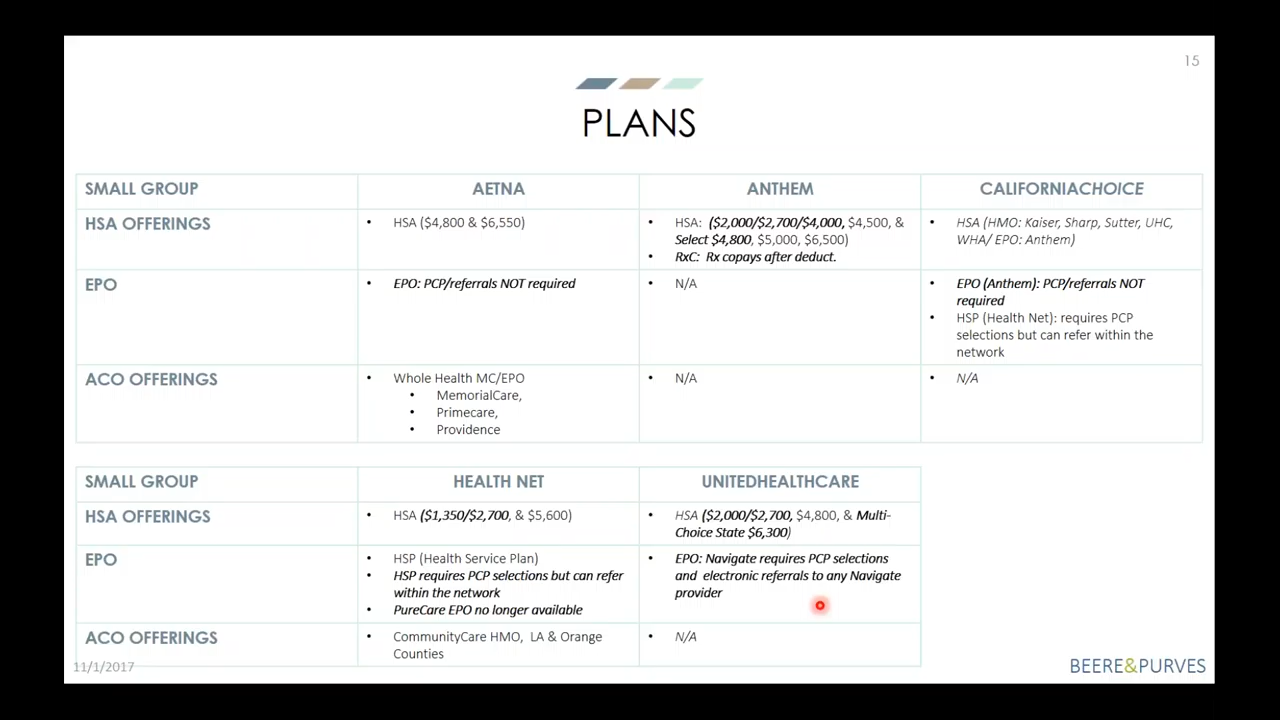 15
PLANS
SMALL GROUP
AETNA
ANTHEM
CALIFORNIACHOICE
HSA OFFERINGS
• HSA ($4,800 & $6,550)
• HSA: ($2,000/$2,700/$4,000, $4,500, &
Select $4,800, $5,000, $6,500)
• RxC: Rx copays after deduct.
• HSA (HMO: Kaiser, Sharp, Sutter, UHC,
WHA/ EPO: Anthem)
EPO
• EPO: PCP/referrals NOT required
• N/A
• EPO (Anthem): PCP/referrals NOT
required
• HSP (Health Net): requires PCP
selections but can refer within the
network
ACO OFFERINGS
• Whole Health MC/EPO
• MemorialCare,
• Primecare,
• Providence
• N/A
• N/A
SMALL GROUP
HEALTH NET
UNITEDHEALTHCARE
HSA OFFERINGS
• HSA ($1,350/$2,700, & $5,600)
• HSA ($2,000/$2,700, $4,800, & Multi-
Choice State $6,300)
EPO
• HSP (Health Service Plan)
• HSP requires PCP selections but can refer
within the network
• PureCare EPO no longer available
• EPO: Navigate requires PCP selections
and electronic referrals to any Navigate
provider
ACO OFFERINGS
• CommunityCare HMO, LA & Orange
Counties
• N/A
11/1/2017
BEERE&PURVES